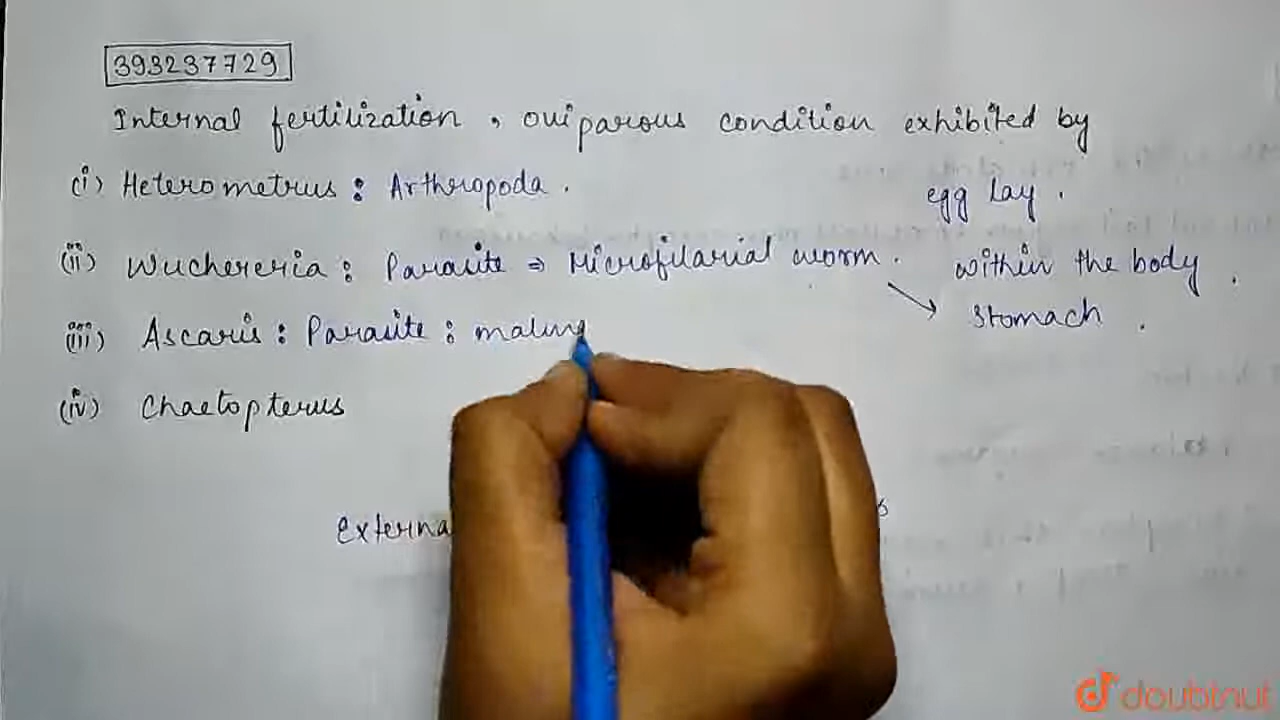 393237729
Internal fertilization, oviparous condition exhibited by
(i) Heterometrus : Arthropoda.
egg lay.
(ii) Wuchereria : Parasite ⇒ Microfilarial worm.
within the body.
stomach.
(iii) Ascaris : Parasite :
(iv) Chaetopterus
Externa
doubtnut